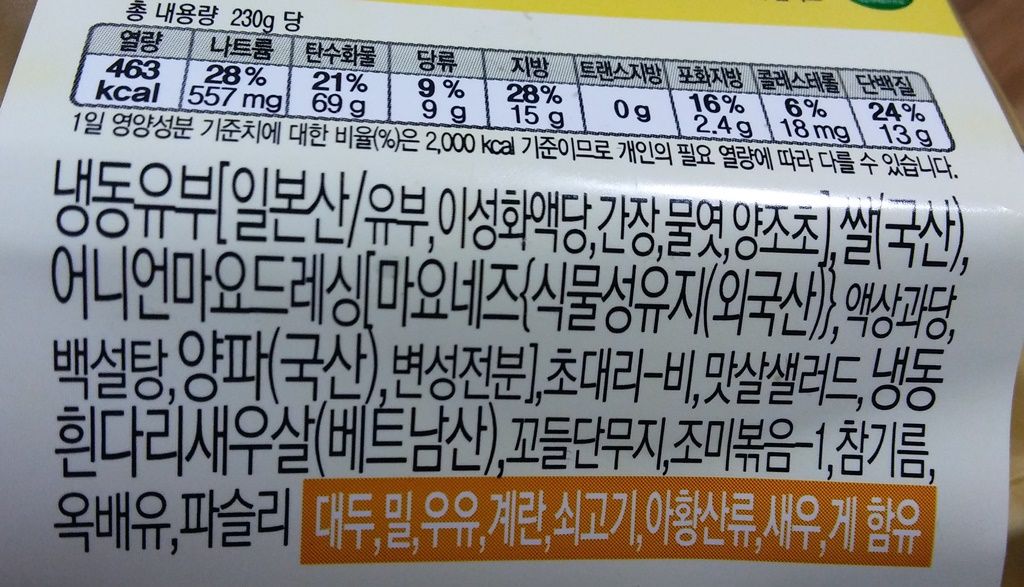 총 내용량 230g 당
열량 나트륨 탄수화물 당류 지방 트랜스지방 포화지방 콜레스테롤 단백질
463 kcal 28% 557 mg 21% 69 g 9% 9 g 28% 15 g 0 g 16% 2.4 g 6% 18 mg 24% 13 g
1일 영양성분 기준치에 대한 비율(%)은 2,000 kcal 기준이므로 개인의 필요 열량에 따라 다를 수 있습니다.
냉동유부[일본산/유부,이성화액당,간장,물엿,양조초],쌀(국산),
어니언마요드레싱[마요네즈{식물성유지(외국산)},액상과당,
백설탕,양파(국산),변성전분],초대리-비,맛살샐러드,냉동
흰다리새우살(베트남산),꼬들단무지,조미볶음-1,참기름,
옥배유,파슬리 대두,밀,우유,계란,쇠고기,아황산류,새우,게 함유